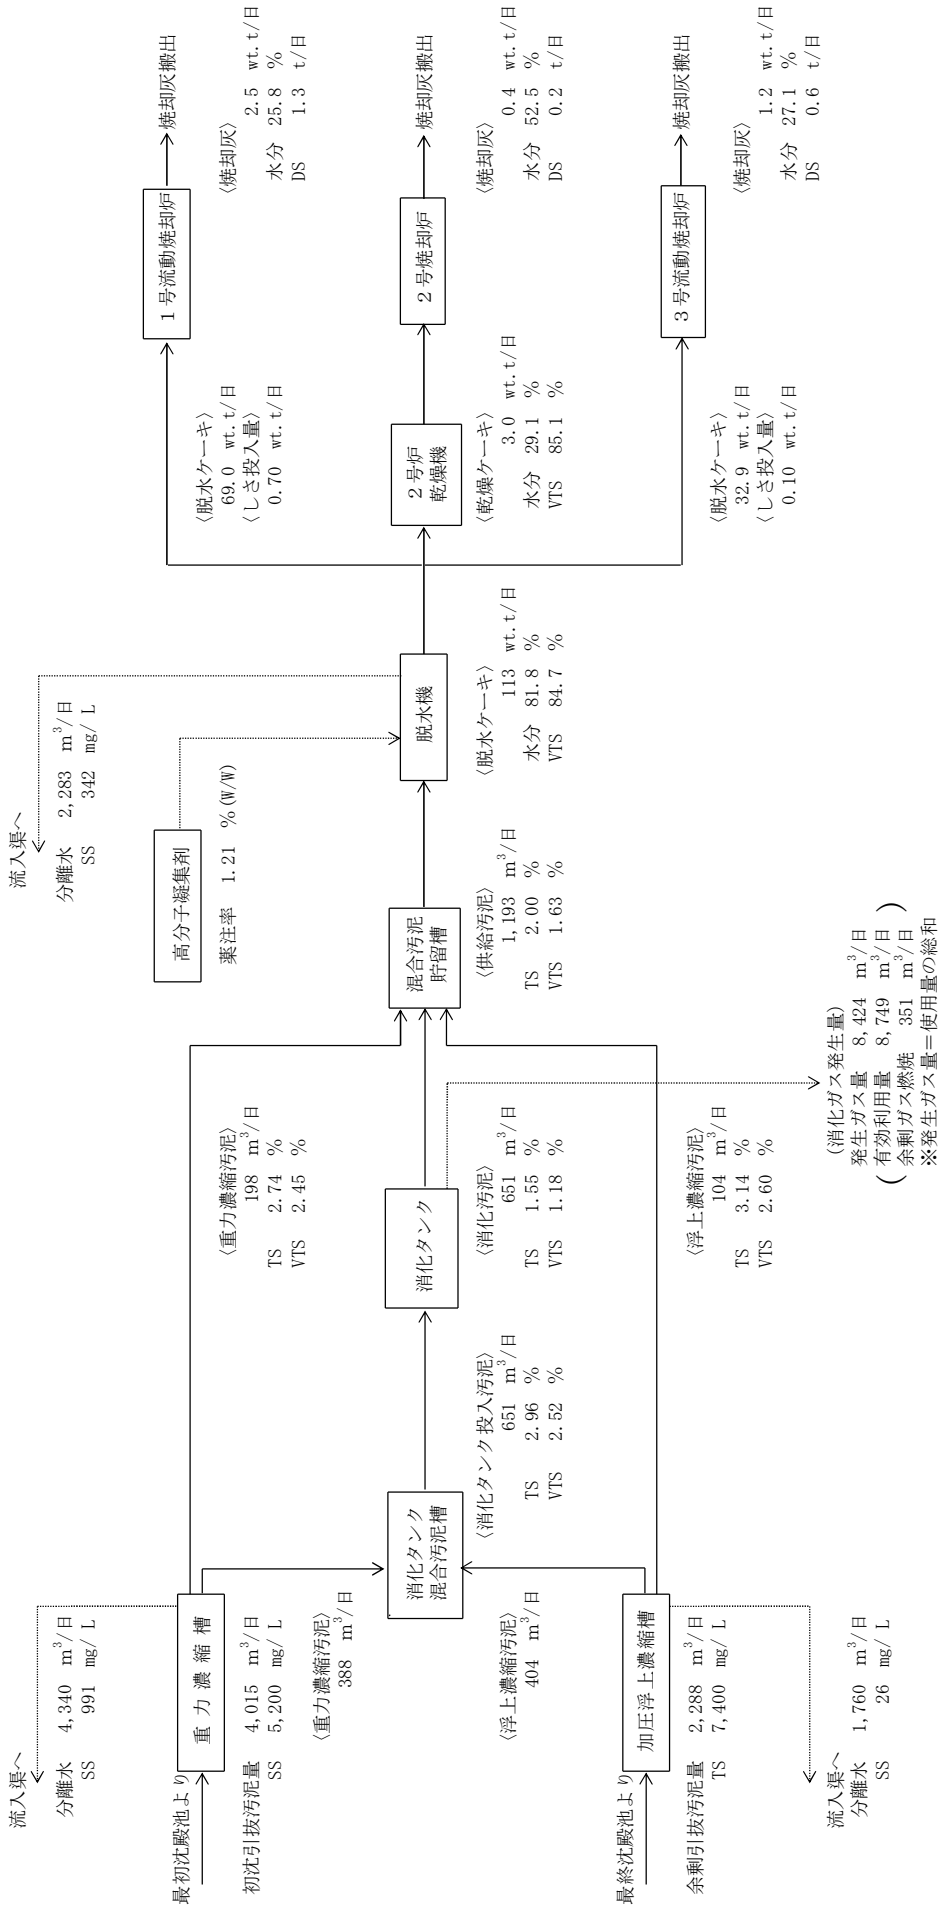 流入渠へ
分離水 4,340 m³/日
SS 991 mg/L
最初沈殿池より
重力濃縮槽
初沈引抜汚泥量 4,015 m³/日
SS 5,200 mg/L
〈重力濃縮汚泥〉
388 m³/日
〈浮上濃縮汚泥〉
404 m³/日
最終沈殿池より
加圧浮上濃縮槽
余剰引抜汚泥量 2,288 m³/日
TS 7,400 mg/L
流入渠へ
分離水 1,760 m³/日
SS 26 mg/L
消化タンク
混合汚泥槽
〈消化タンク投入汚泥〉
651 m³/日
TS 2.96 %
VTS 2.52 %
〈重力濃縮汚泥〉
198 m³/日
TS 2.74 %
VTS 2.45 %
消化タンク
〈消化汚泥〉
651 m³/日
TS 1.55 %
VTS 1.18 %
〈浮上濃縮汚泥〉
104 m³/日
TS 3.14 %
VTS 2.60 %
(消化ガス発生量)
発生ガス量 8,424 m³/日
(有効利用量 8,749 m³/日
余剰ガス燃焼 351 m³/日)
※発生ガス量＝使用量の総和
流入渠へ
分離水 2,283 m³/日
SS 342 mg/L
高分子凝集剤
薬注率 1.21 %(W/W)
混合汚泥
貯留槽
〈供給汚泥〉
1,193 m³/日
TS 2.00 %
VTS 1.63 %
脱水機
〈脱水ケーキ〉
113 wt.t/日
水分 81.8 %
VTS 84.7 %
〈脱水ケーキ〉
69.0 wt.t/日
〈しさ投入量〉
0.70 wt.t/日
2号炉
乾燥機
〈乾燥ケーキ〉
3.0 wt.t/日
水分 29.1 %
VTS 85.1 %
〈脱水ケーキ〉
32.9 wt.t/日
〈しさ投入量〉
0.10 wt.t/日
1号流動焼却炉
焼却灰搬出
〈焼却灰〉
2.5 wt.t/日
水分 25.8 %
DS 1.3 t/日
2号焼却炉
焼却灰搬出
〈焼却灰〉
0.4 wt.t/日
水分 52.5 %
DS 0.2 t/日
3号流動焼却炉
焼却灰搬出
〈焼却灰〉
1.2 wt.t/日
水分 27.1 %
DS 0.6 t/日